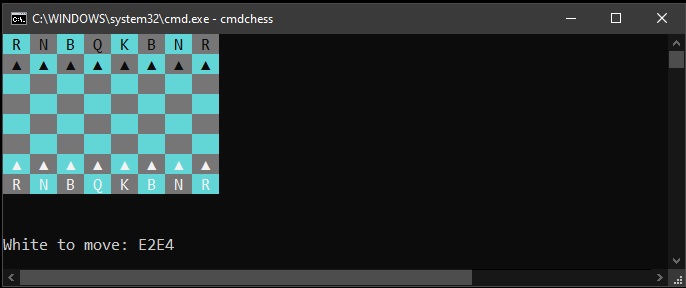 C:\WINDOWS\system32\cmd.exe - cmdchess
R N B Q K B N R
▲ ▲ ▲ ▲ ▲ ▲ ▲ ▲
▲ ▲ ▲ ▲ ▲ ▲ ▲ ▲
R N B Q K B N R
White to move: E2E4